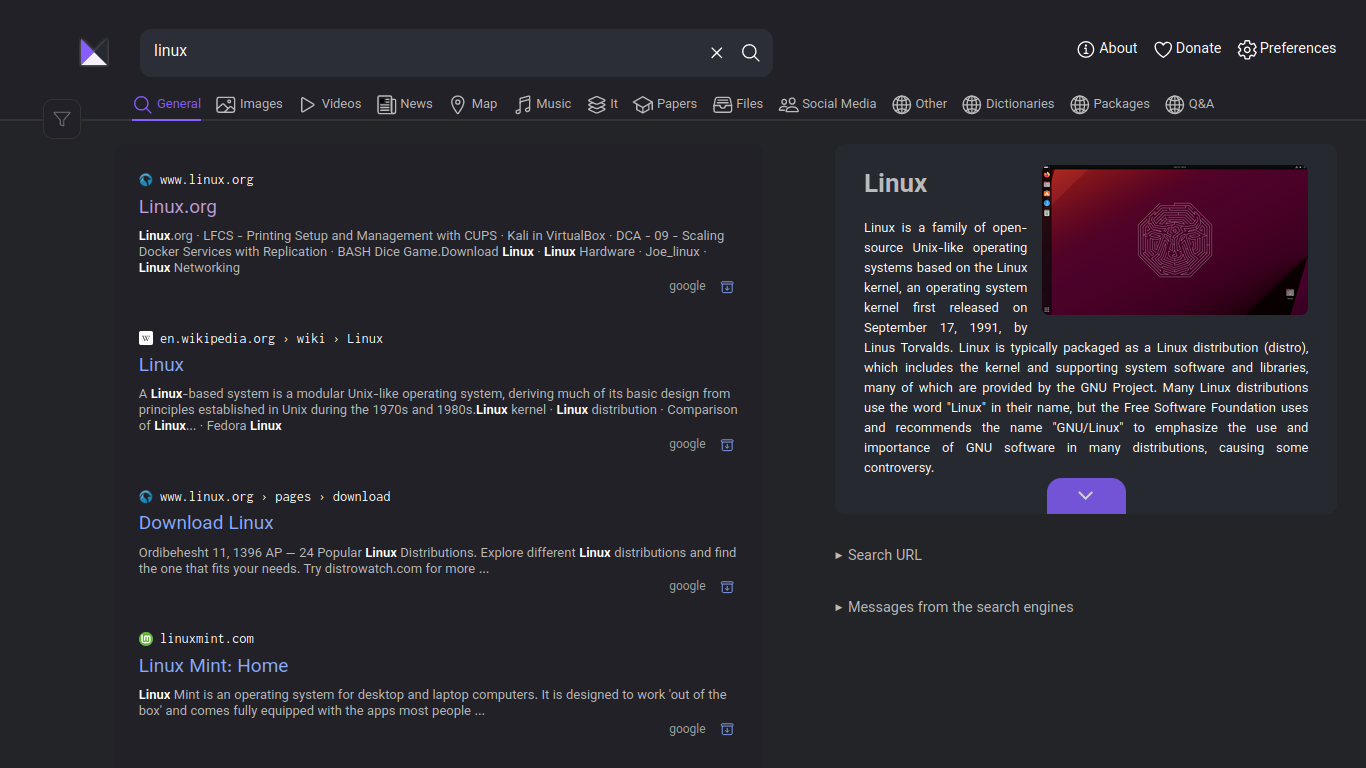 linux
About Donate Preferences
General Images Videos News Map Music It Papers Files Social Media Other Dictionaries Packages Q&A
www.linux.org
Linux.org
Linux.org · LFCS - Printing Setup and Management with CUPS · Kali in VirtualBox · DCA - 09 - Scaling
Docker Services with Replication · BASH Dice Game.Download Linux · Linux Hardware · Joe_linux ·
Linux Networking
google
W
en.wikipedia.org › wiki › Linux
Linux
A Linux-based system is a modular Unix-like operating system, deriving much of its basic design from
principles established in Unix during the 1970s and 1980s.Linux kernel · Linux distribution · Comparison
of Linux... · Fedora Linux
google
www.linux.org › pages › download
Download Linux
Ordibehesht 11, 1396 AP — 24 Popular Linux Distributions. Explore different Linux distributions and find
the one that fits your needs. Try distrowatch.com for more ...
google
linuxmint.com
Linux Mint: Home
Linux Mint is an operating system for desktop and laptop computers. It is designed to work 'out of the
box' and comes fully equipped with the apps most people ...
google
Linux
Linux is a family of open-
source Unix-like operating
systems based on the Linux
kernel, an operating system
kernel first released on
September 17, 1991, by
Linus Torvalds. Linux is typically packaged as a Linux distribution (distro),
which includes the kernel and supporting system software and libraries,
many of which are provided by the GNU Project. Many Linux distributions
use the word "Linux" in their name, but the Free Software Foundation uses
and recommends the name "GNU/Linux" to emphasize the use and
importance of GNU software in many distributions, causing some
controversy.
▸ Search URL
▸ Messages from the search engines